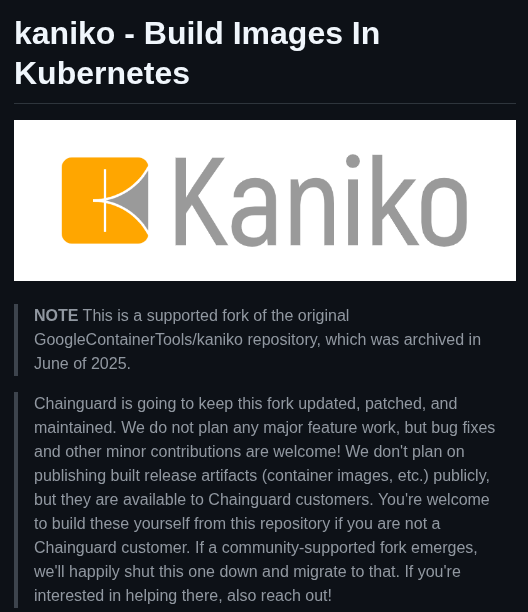 kaniko - Build Images In
Kubernetes
Kaniko
NOTE This is a supported fork of the original
GoogleContainerTools/kaniko repository, which was archived in
June of 2025.
Chainguard is going to keep this fork updated, patched, and
maintained. We do not plan any major feature work, but bug fixes
and other minor contributions are welcome! We don't plan on
publishing built release artifacts (container images, etc.) publicly,
but they are available to Chainguard customers. You're welcome
to build these yourself from this repository if you are not a
Chainguard customer. If a community-supported fork emerges,
we'll happily shut this one down and migrate to that. If you're
interested in helping there, also reach out!